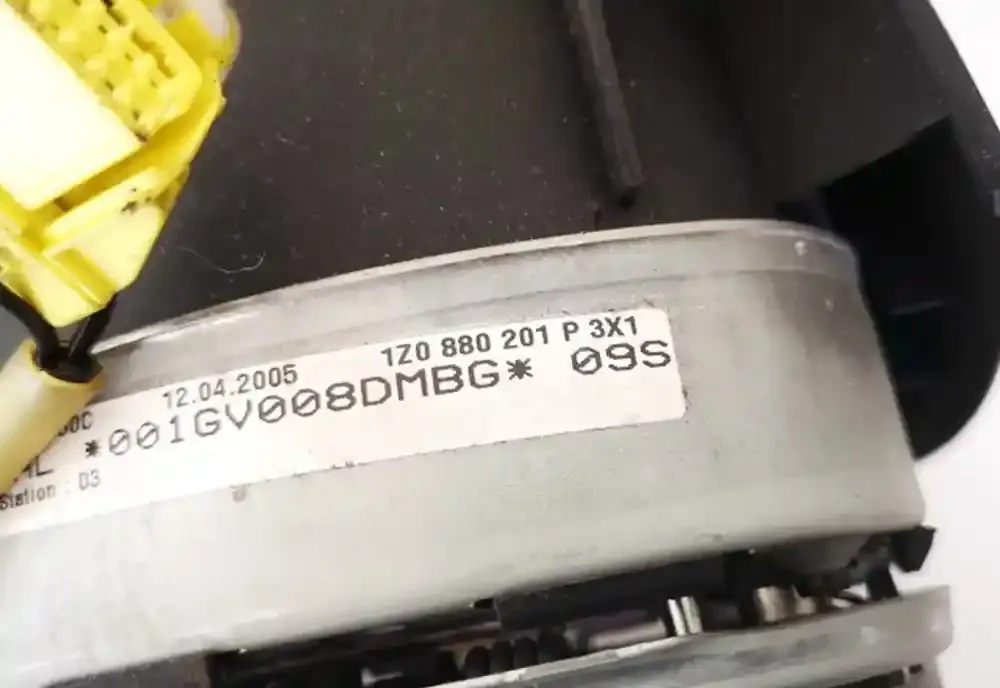 12.04.2005 1Z0 880 201 P 3X1
*001GV008DMBG* 09S
Station : 03